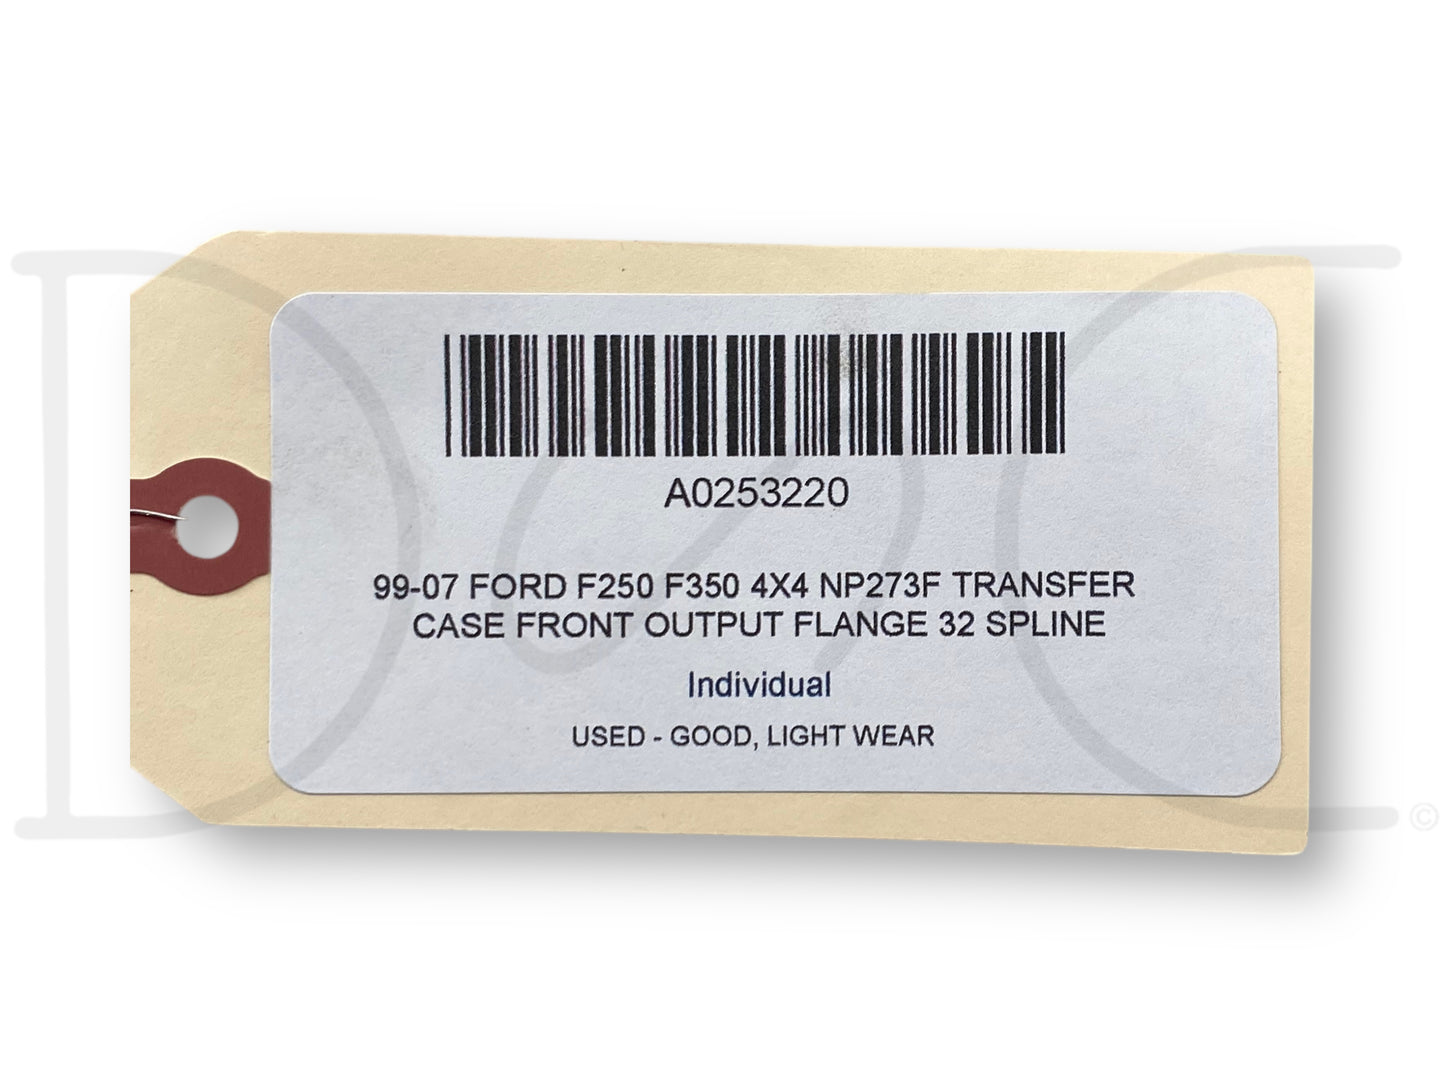 A0253220
99-07 FORD F250 F350 4X4 NP273F TRANSFER
CASE FRONT OUTPUT FLANGE 32 SPLINE
Individual
USED - GOOD, LIGHT WEAR
©